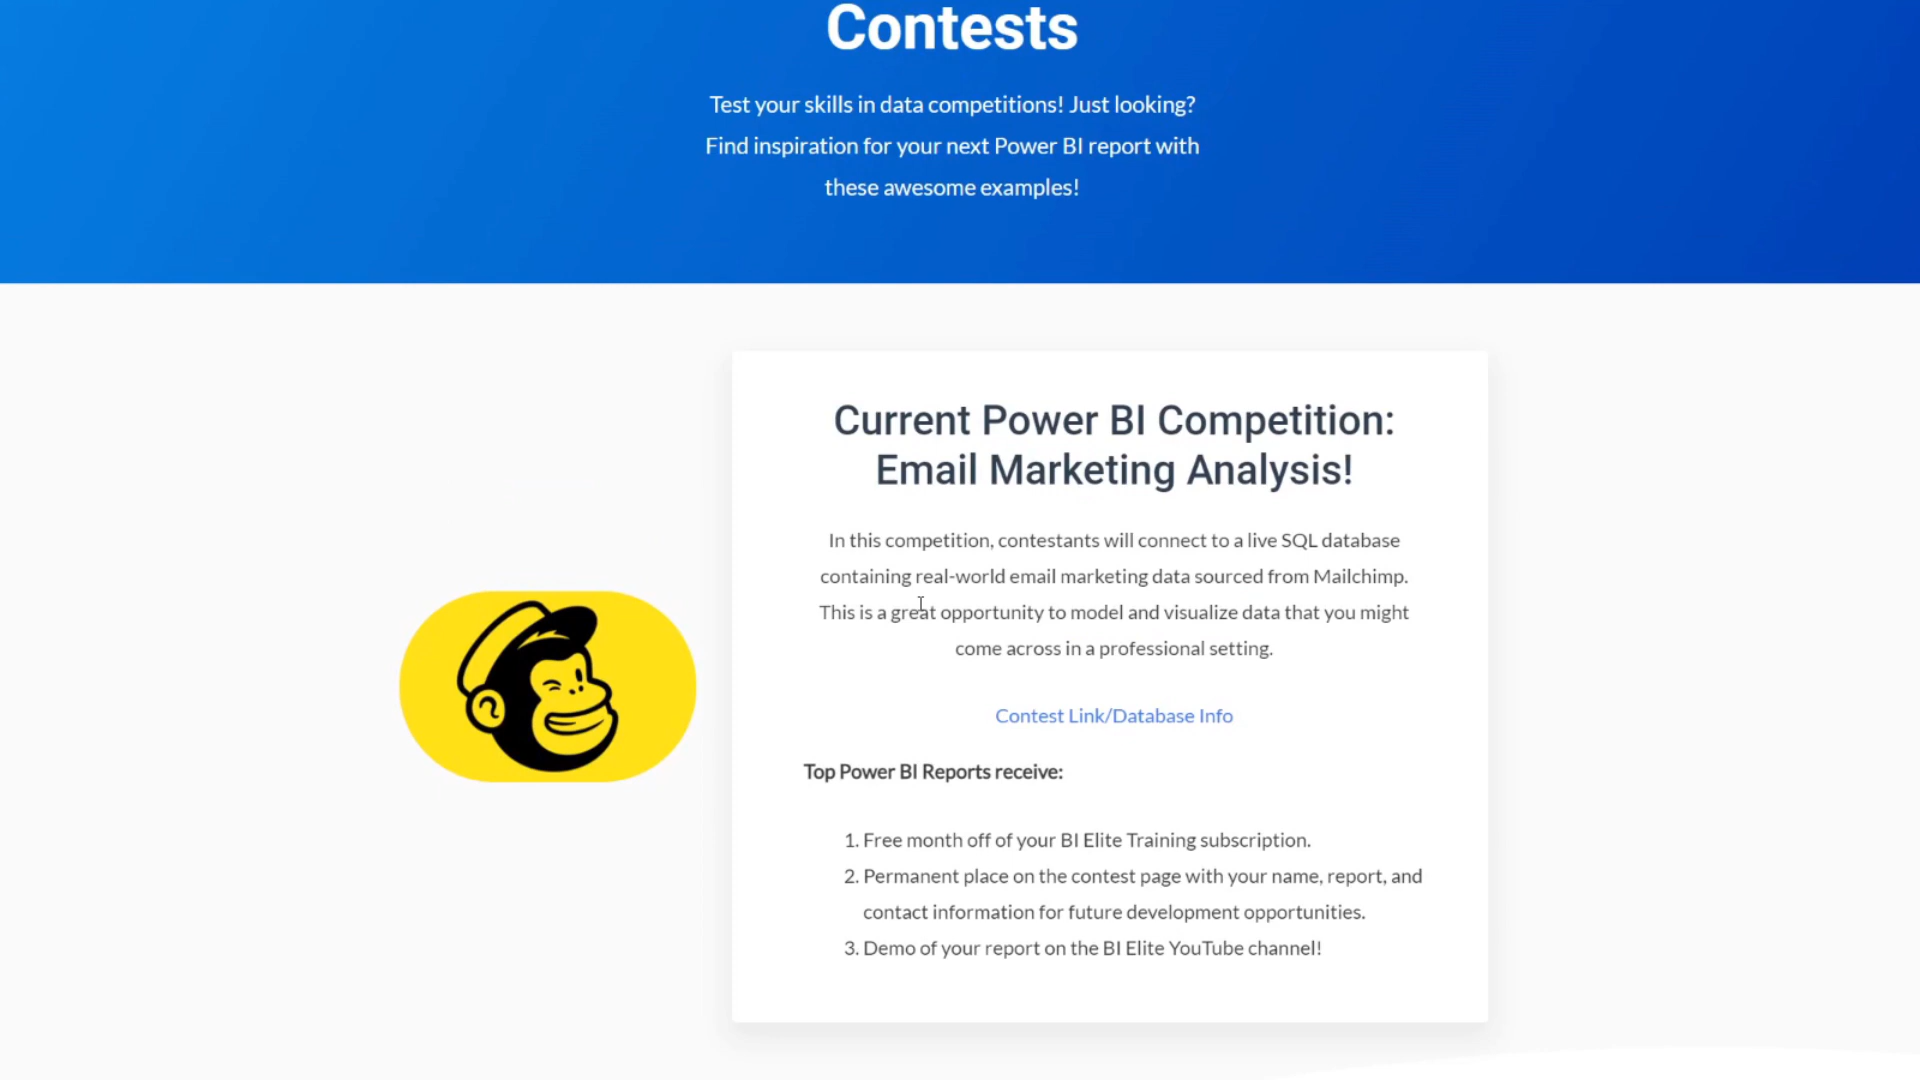 Contests
Test your skills in data competitions! Just looking?
Find inspiration for your next Power BI report with
these awesome examples!
Current Power BI Competition:
Email Marketing Analysis!
In this competition, contestants will connect to a live SQL database
containing real-world email marketing data sourced from Mailchimp.
This is a great opportunity to model and visualize data that you might
come across in a professional setting.
Contest Link/Database Info
Top Power BI Reports receive:
1. Free month off of your BI Elite Training subscription.
2. Permanent place on the contest page with your name, report, and
contact information for future development opportunities.
3. Demo of your report on the BI Elite YouTube channel!